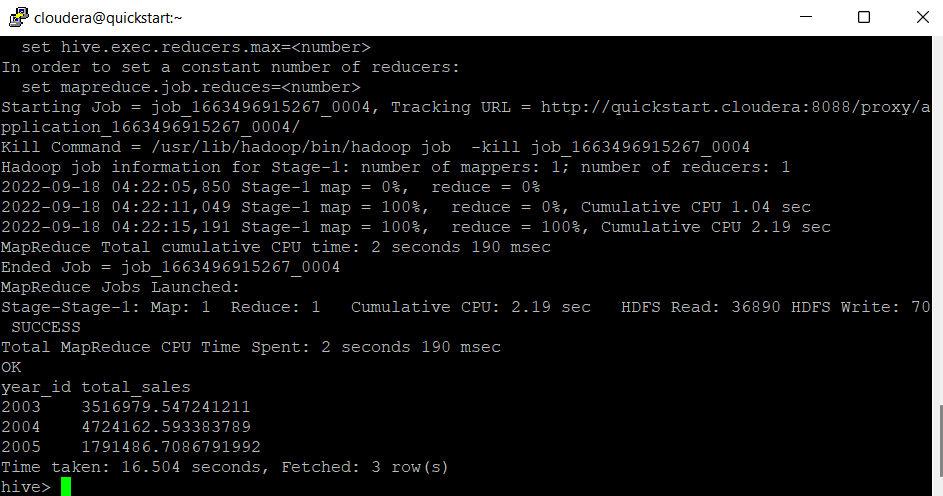 cloudera@quickstart:~
  set hive.exec.reducers.max=<number>
In order to set a constant number of reducers:
  set mapreduce.job.reduces=<number>
Starting Job = job_1663496915267_0004, Tracking URL = http://quickstart.cloudera:8088/proxy/a
pplication_1663496915267_0004/
Kill Command = /usr/lib/hadoop/bin/hadoop job  -kill job_1663496915267_0004
Hadoop job information for Stage-1: number of mappers: 1; number of reducers: 1
2022-09-18 04:22:05,850 Stage-1 map = 0%,  reduce = 0%
2022-09-18 04:22:11,049 Stage-1 map = 100%,  reduce = 0%, Cumulative CPU 1.04 sec
2022-09-18 04:22:15,191 Stage-1 map = 100%,  reduce = 100%, Cumulative CPU 2.19 sec
MapReduce Total cumulative CPU time: 2 seconds 190 msec
Ended Job = job_1663496915267_0004
MapReduce Jobs Launched:
Stage-Stage-1: Map: 1  Reduce: 1   Cumulative CPU: 2.19 sec   HDFS Read: 36890 HDFS Write: 70
 SUCCESS
Total MapReduce CPU Time Spent: 2 seconds 190 msec
OK
year_id total_sales
2003    3516979.547241211
2004    4724162.593383789
2005    1791486.7086791992
Time taken: 16.504 seconds, Fetched: 3 row(s)
hive>